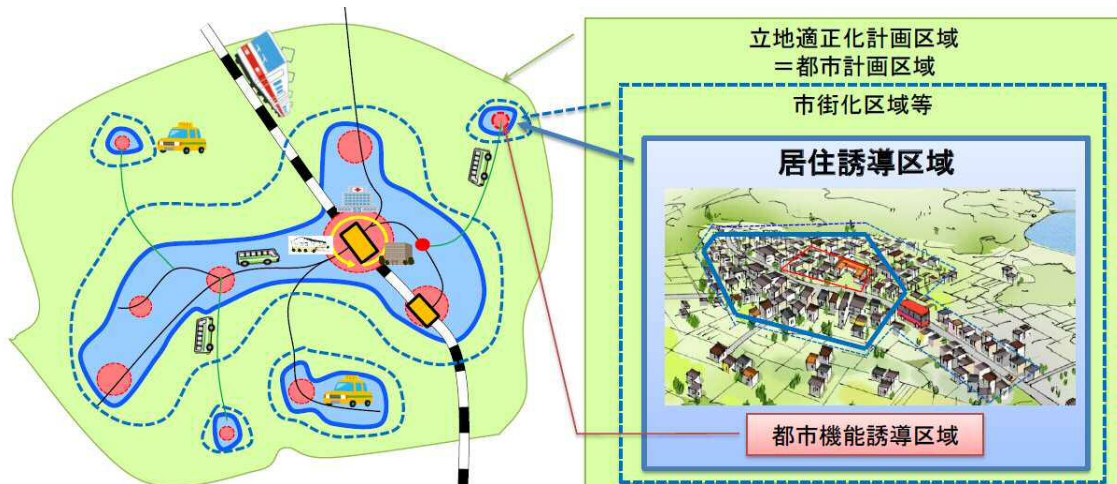 立地適正化計画区域
＝都市計画区域
市街化区域等
居住誘導区域
都市機能誘導区域